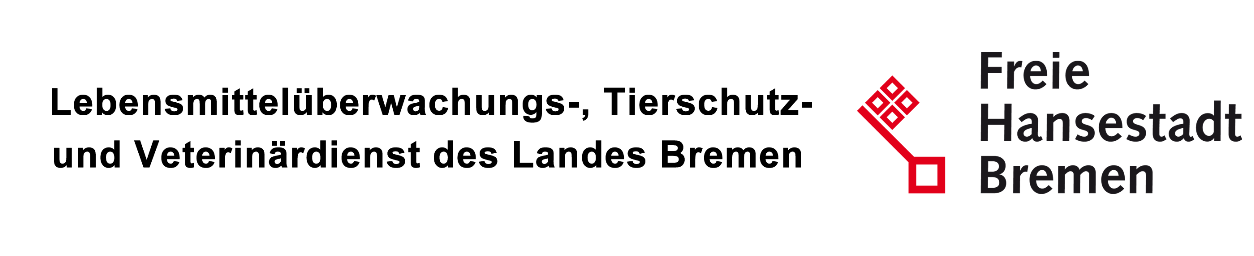 Lebensmittelüberwachungs-, Tierschutz-
und Veterinärdienst des Landes Bremen
Freie
Hansestadt
Bremen